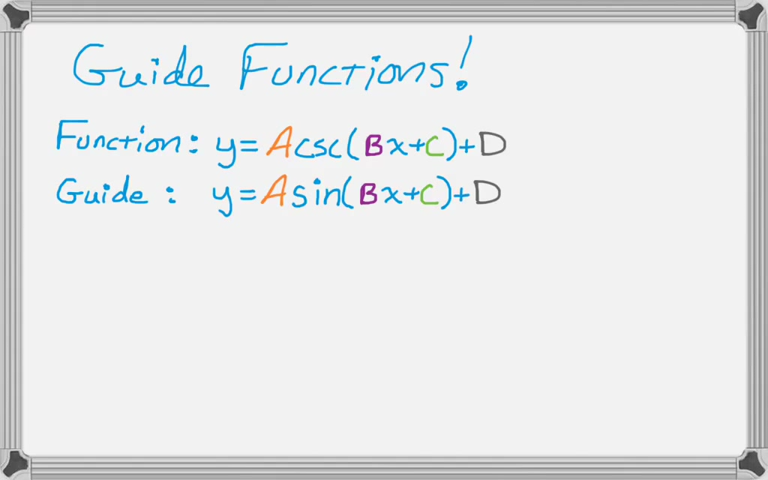 Guide Functions!
Function: y=Acsc(Bx+C)+D
Guide: y=Asin(Bx+C)+D